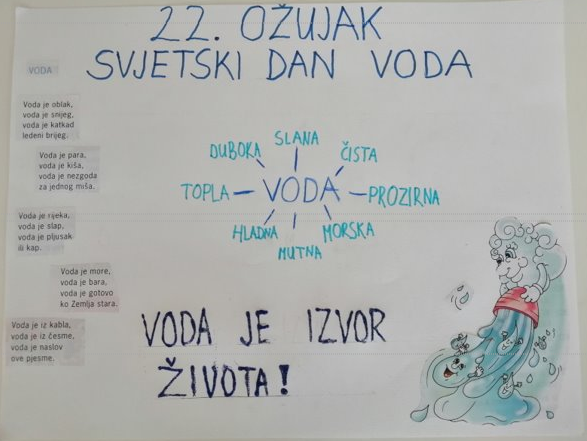 22. OŽUJAK
SVJETSKI DAN VODA
VODA
Voda je oblak,
voda je snijeg,
voda je katkad
ledeni brijeg.
Voda je para,
voda je kiša,
voda je nezgoda
za jednog miša.
Voda je rijeka,
voda je slap,
voda je pljusak
ili kap.
Voda je more,
voda je bara,
voda je gotovo
ko Zemlja stara.
Voda je iz kabla,
voda je iz česme,
voda je naslov
ove pjesme.
SLANA
DUBOKA
ČISTA
TOPLA
VODA
PROZIRNA
HLADNA
MORSKA
MUTNA
VODA JE IZVOR
ŽIVOTA!